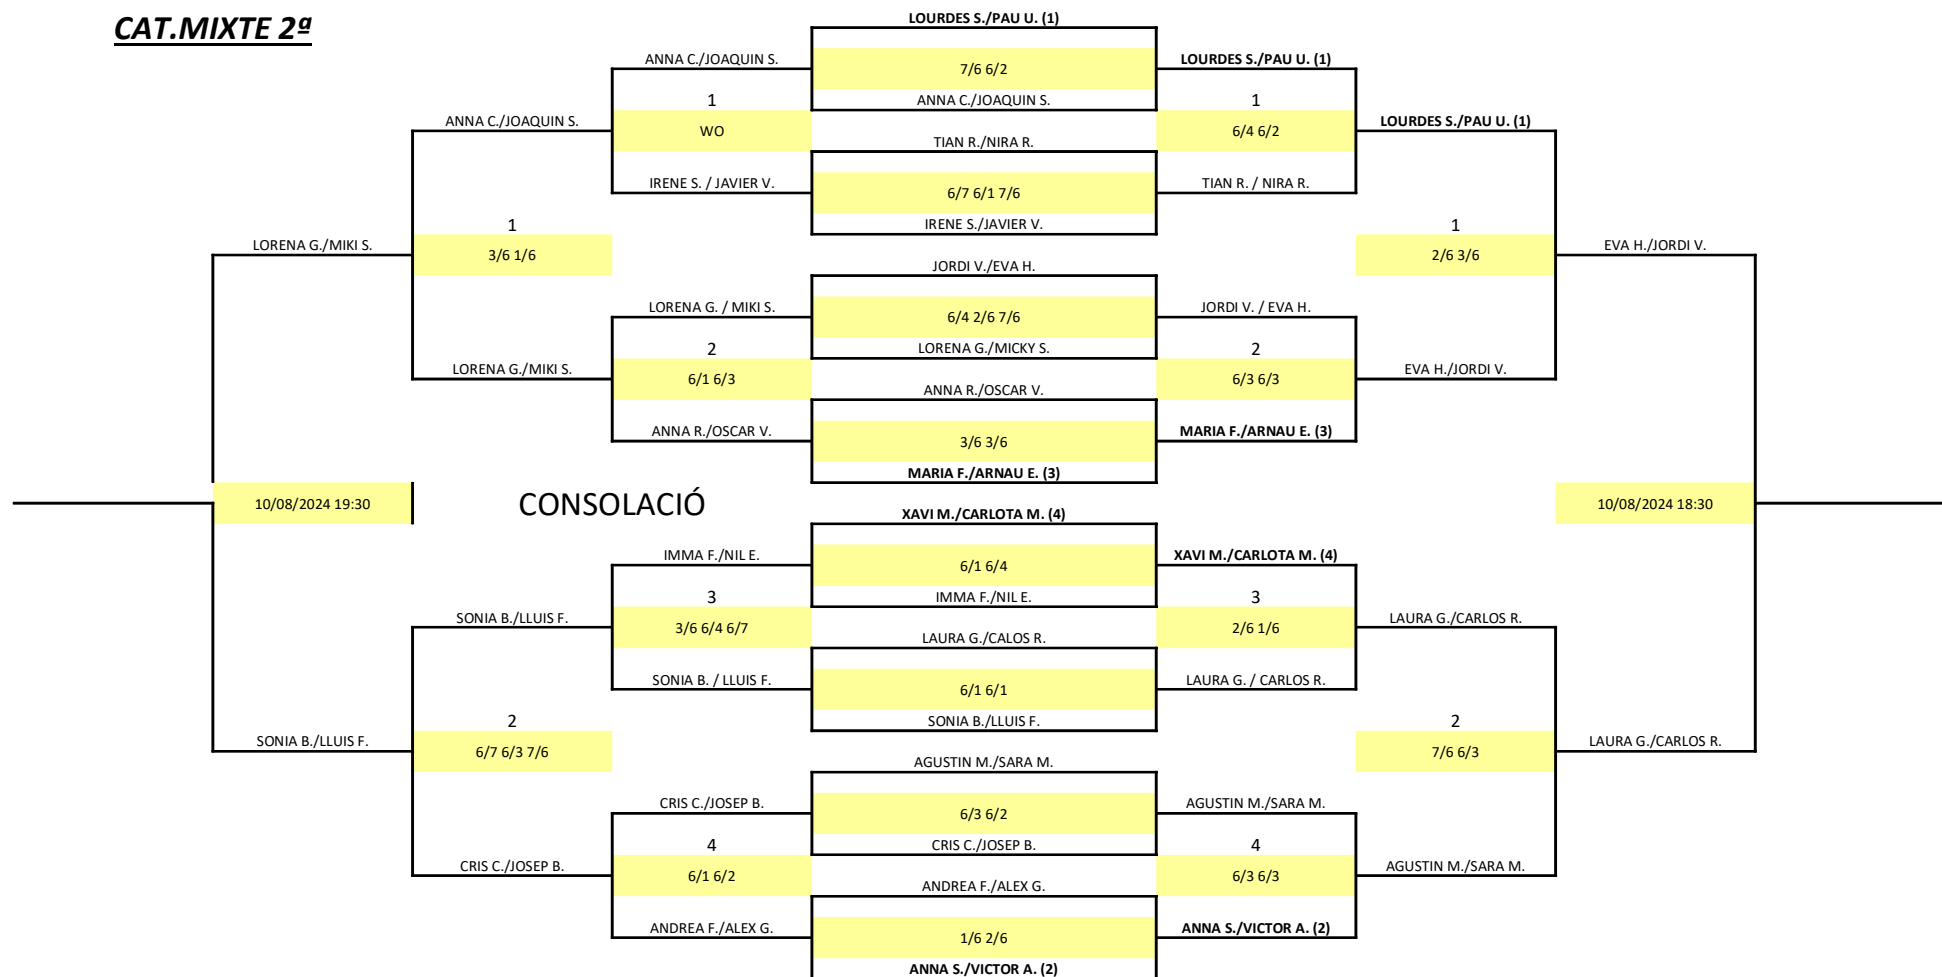 CAT.MIXTE 2ª
LOURDES S./PAU U. (1)
ANNA C./JOAQUIN S.
7/6 6/2
LOURDES S./PAU U. (1)
1
ANNA C./JOAQUIN S.
1
ANNA C./JOAQUIN S.
WO
TIAN R./NIRA R.
6/4 6/2
LOURDES S./PAU U. (1)
IRENE S. / JAVIER V.
6/7 6/1 7/6
TIAN R. / NIRA R.
1
IRENE S./JAVIER V.
1
LORENA G./MIKI S.
3/6 1/6
JORDI V./EVA H.
2/6 3/6
EVA H./JORDI V.
LORENA G. / MIKI S.
6/4 2/6 7/6
JORDI V. / EVA H.
2
LORENA G./MICKY S.
2
LORENA G./MIKI S.
6/1 6/3
ANNA R./OSCAR V.
6/3 6/3
EVA H./JORDI V.
ANNA R./OSCAR V.
3/6 3/6
MARIA F./ARNAU E. (3)
MARIA F./ARNAU E. (3)
10/08/2024 19:30
CONSOLACIÓ
10/08/2024 18:30
XAVI M./CARLOTA M. (4)
IMMA F./NIL E.
6/1 6/4
XAVI M./CARLOTA M. (4)
3
IMMA F./NIL E.
3
SONIA B./LLUIS F.
3/6 6/4 6/7
LAURA G./CALOS R.
2/6 1/6
LAURA G./CARLOS R.
SONIA B. / LLUIS F.
6/1 6/1
LAURA G. / CARLOS R.
2
SONIA B./LLUIS F.
2
SONIA B./LLUIS F.
6/7 6/3 7/6
AGUSTIN M./SARA M.
7/6 6/3
LAURA G./CARLOS R.
CRIS C./JOSEP B.
6/3 6/2
AGUSTIN M./SARA M.
4
CRIS C./JOSEP B.
4
CRIS C./JOSEP B.
6/1 6/2
ANDREA F./ALEX G.
6/3 6/3
AGUSTIN M./SARA M.
ANDREA F./ALEX G.
1/6 2/6
ANNA S./VICTOR A. (2)
ANNA S./VICTOR A. (2)